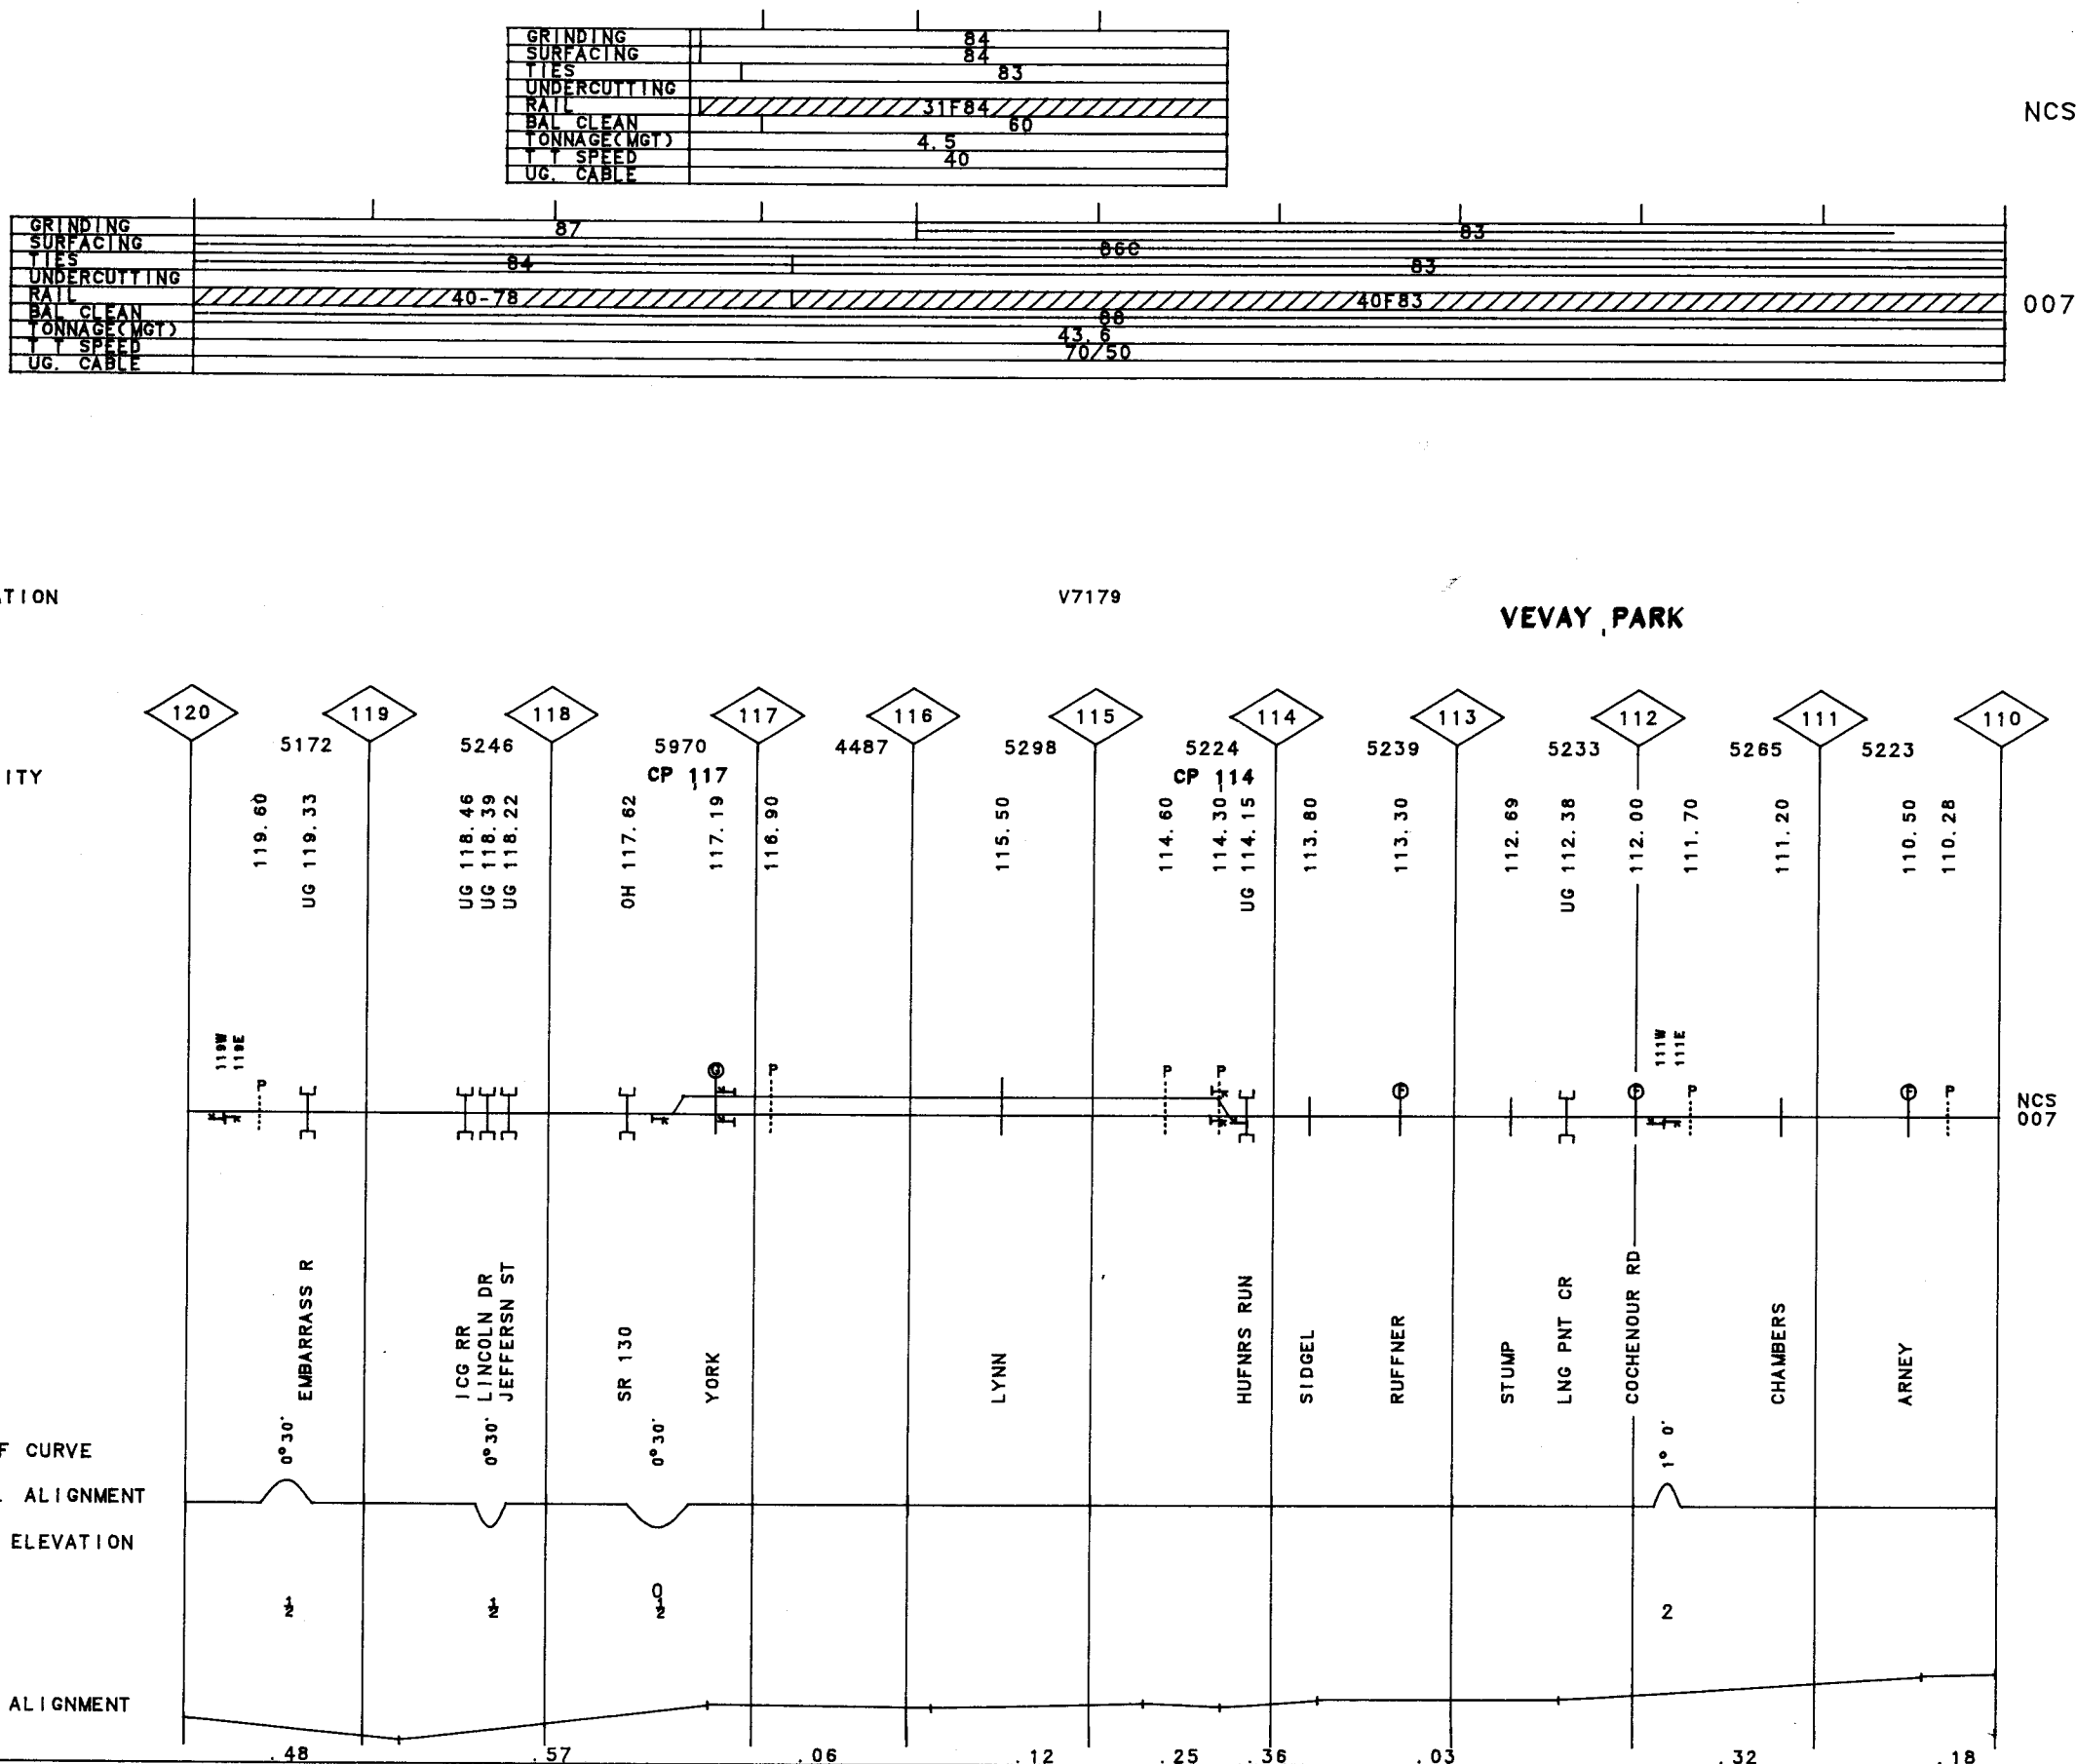 GRINDING 84
SURFACING 84
TIES 83
UNDERCUTTING
RAIL 31F84
BAL CLEAN 60
TONNAGE(MGT) 4.5
T T SPEED 40
UG. CABLE
NCS
GRINDING 87 83
SURFACING 86C
TIES 84 83
UNDERCUTTING
RAIL 40-78 40F83
BAL CLEAN 88
TONNAGE(MGT) 43.6
T T SPEED 70/50
UG. CABLE
007
ATION V7179
VEVAY PARK
120 119 118 117 116 115 114 113 112 111 110
5172 5246 5970 4487 5298 5224 5239 5233 5265 5223
ITY CP 117 CP 114
119.60
UG 119.33
UG 118.46
UG 118.39
UG 118.22
OH 117.62
117.19
116.90
115.50
114.60
114.30
UG 114.15
113.80
113.30
112.69
UG 112.38
112.00
111.70
111.20
110.50
110.28
119W
119E
111W
111E
P G P P P F F P F P
NCS
007
EMBARRASS R
ICG RR
LINCOLN DR
JEFFERSN ST
SR 130
YORK
LYNN
HUFNRS RUN
SIDGEL
RUFFNER
STUMP
LNG PNT CR
COCHENOUR RD
CHAMBERS
ARNEY
F CURVE 0°30' 0°30' 0°30' 1° 0'
L ALIGNMENT
ELEVATION
0
½ ½ ½ 2
ALIGNMENT
.48 .57 .06 .12 .25 .36 .03 .32 .18